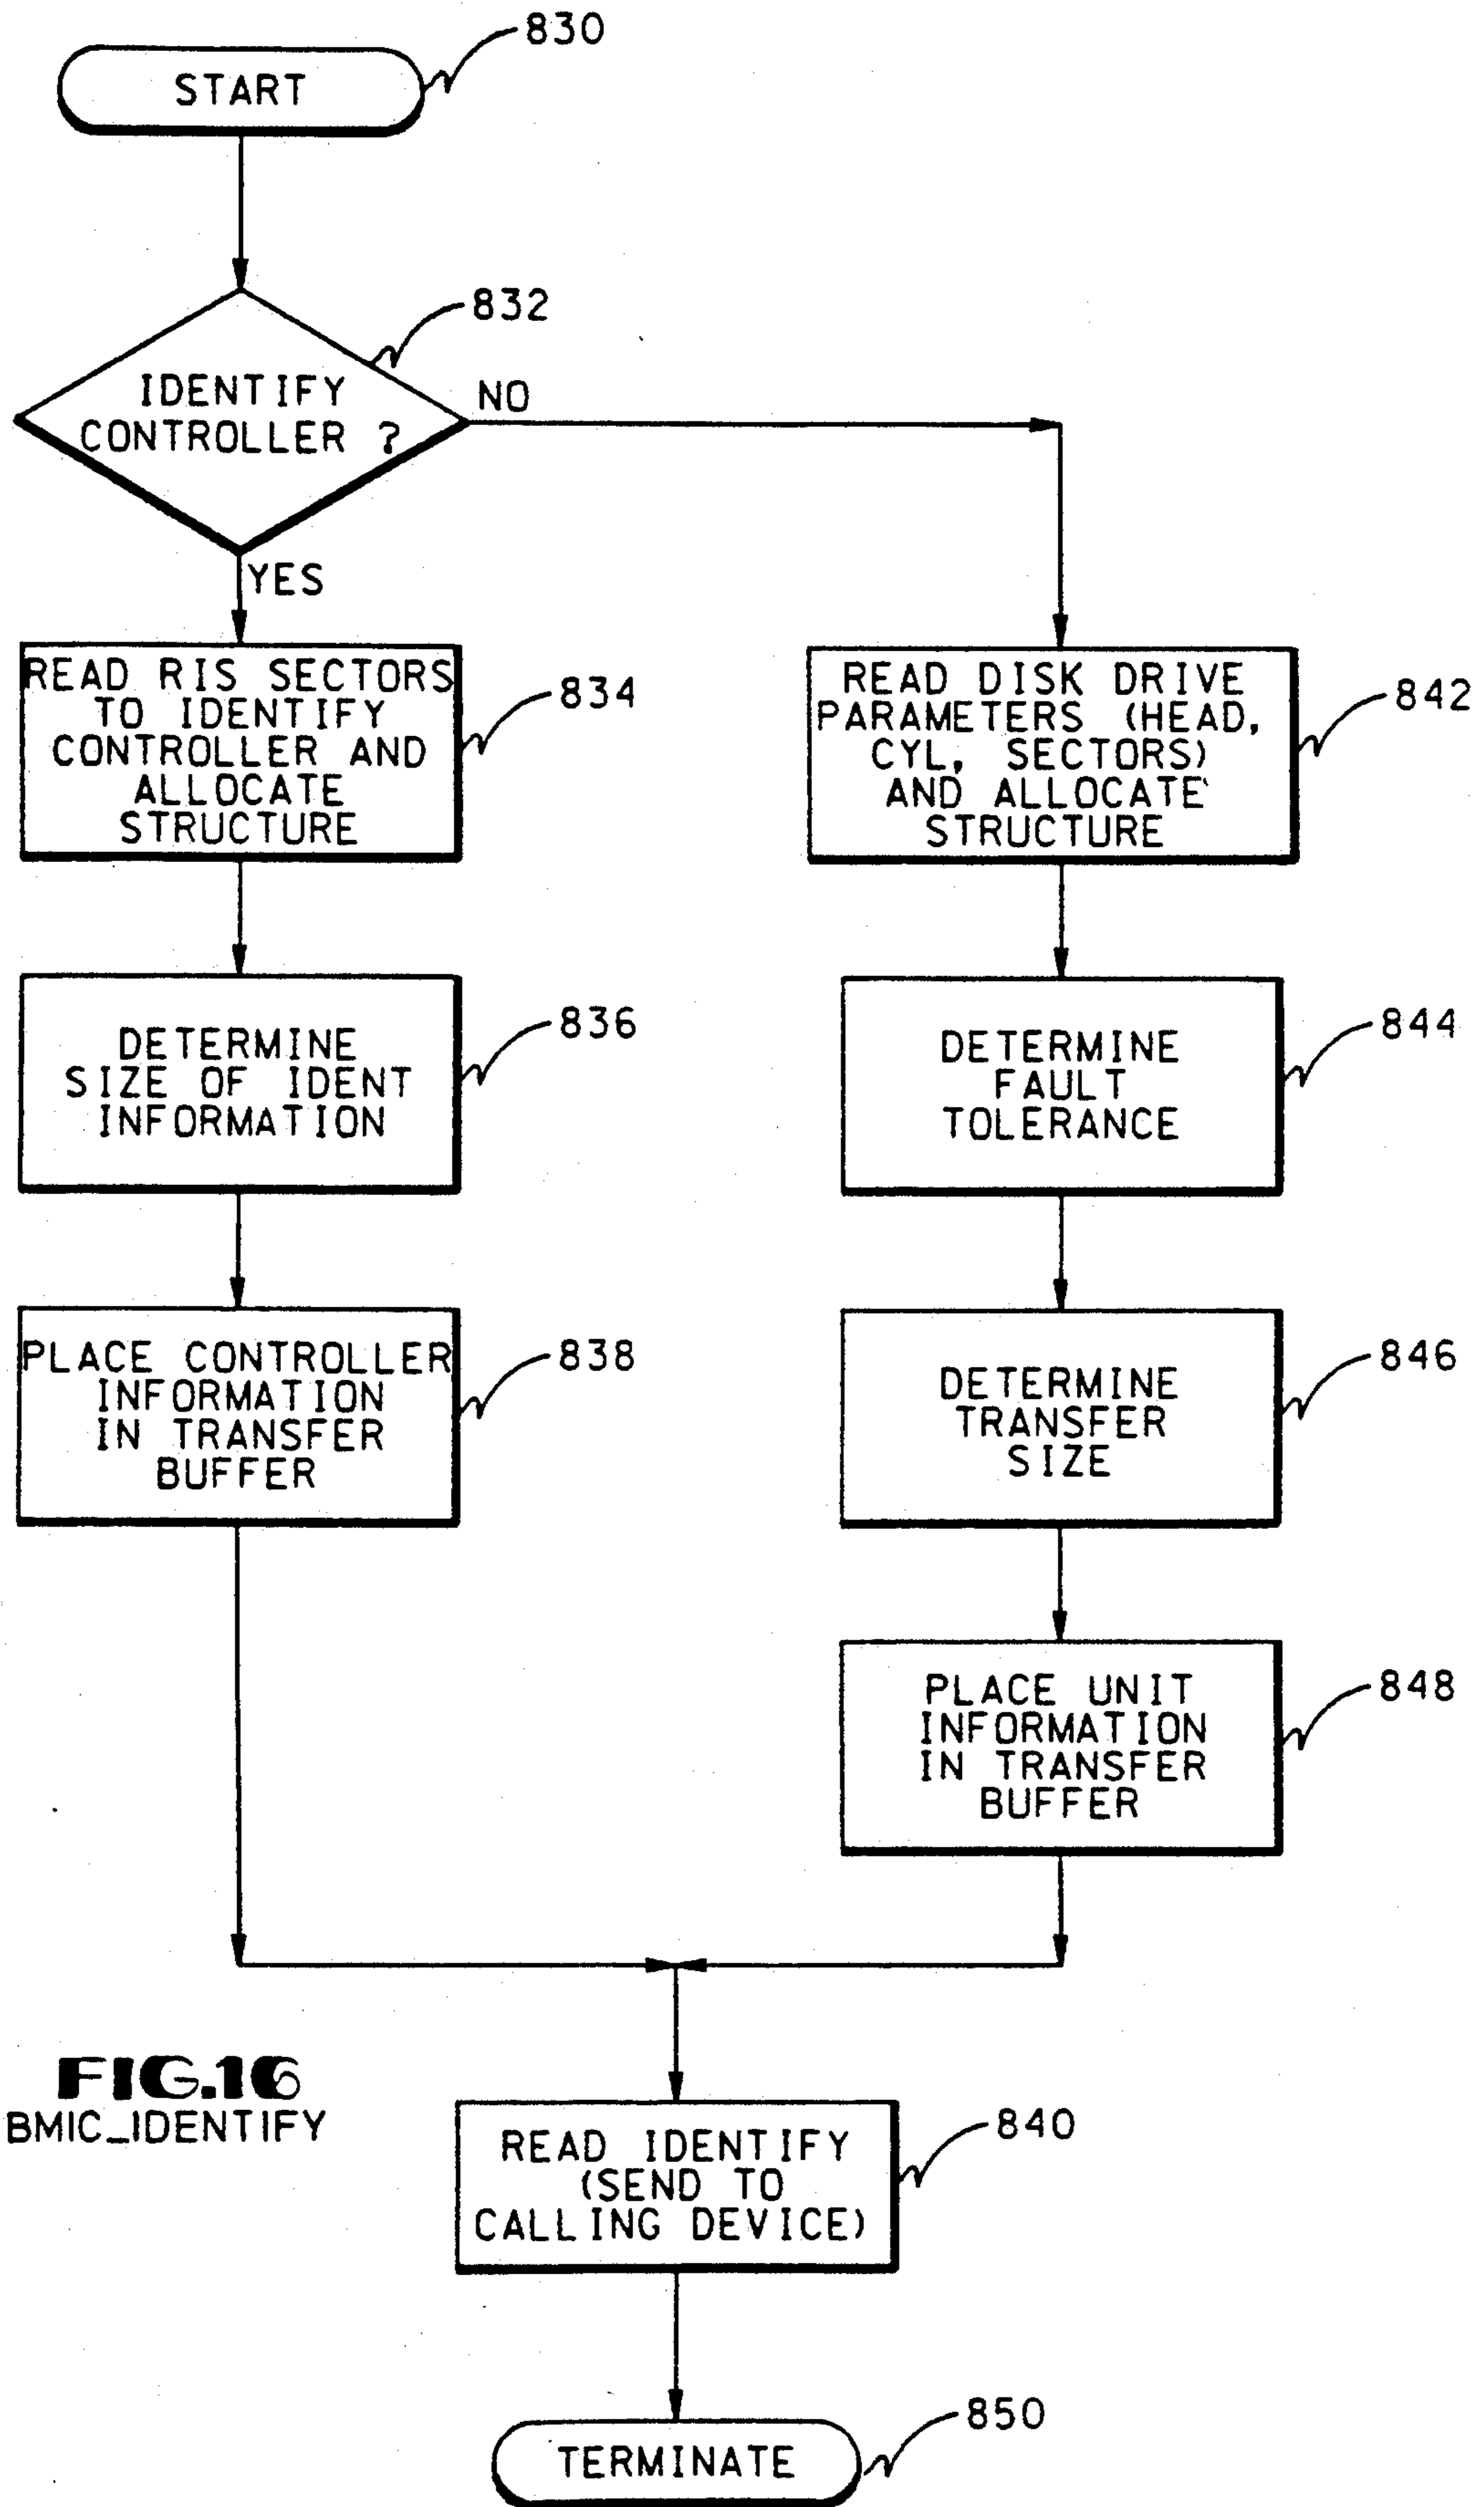 830
START
832
IDENTIFY
CONTROLLER ?
NO
YES
READ RIS SECTORS
TO IDENTIFY
CONTROLLER AND
ALLOCATE
STRUCTURE
834
READ DISK DRIVE
PARAMETERS (HEAD,
CYL, SECTORS)
AND ALLOCATE
STRUCTURE
842
DETERMINE
SIZE OF IDENT
INFORMATION
836
DETERMINE
FAULT
TOLERANCE
844
PLACE CONTROLLER
INFORMATION
IN TRANSFER
BUFFER
838
DETERMINE
TRANSFER
SIZE
846
PLACE UNIT
INFORMATION
IN TRANSFER
BUFFER
848
FIG.16
BMIC_IDENTIFY
READ IDENTIFY
(SEND TO
CALLING DEVICE)
840
TERMINATE
850